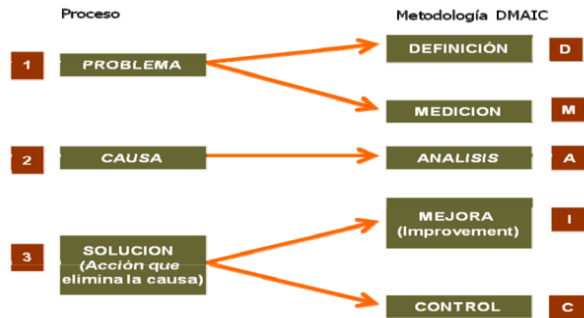 Proceso
Metodología DMAIC
1
PROBLEMA
DEFINICIÓN
D
MEDICION
M
2
CAUSA
ANALISIS
A
3
SOLUCION
(Acción que
elimina la causa)
MEJORA
(Improvement)
I
CONTROL
C